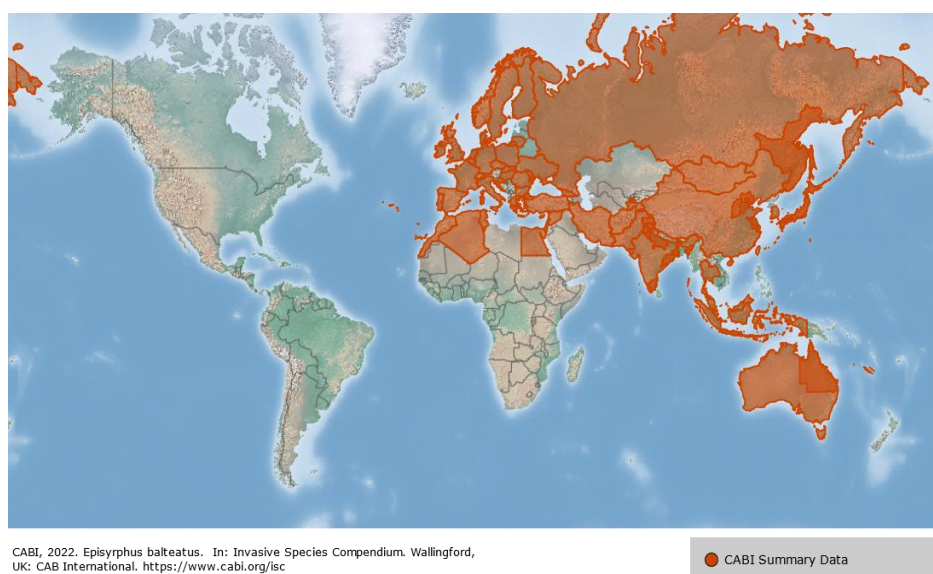 CABI, 2022. Episyrphus balteatus.  In: Invasive Species Compendium. Wallingford,
UK: CAB International. https://www.cabi.org/isc
CABI Summary Data